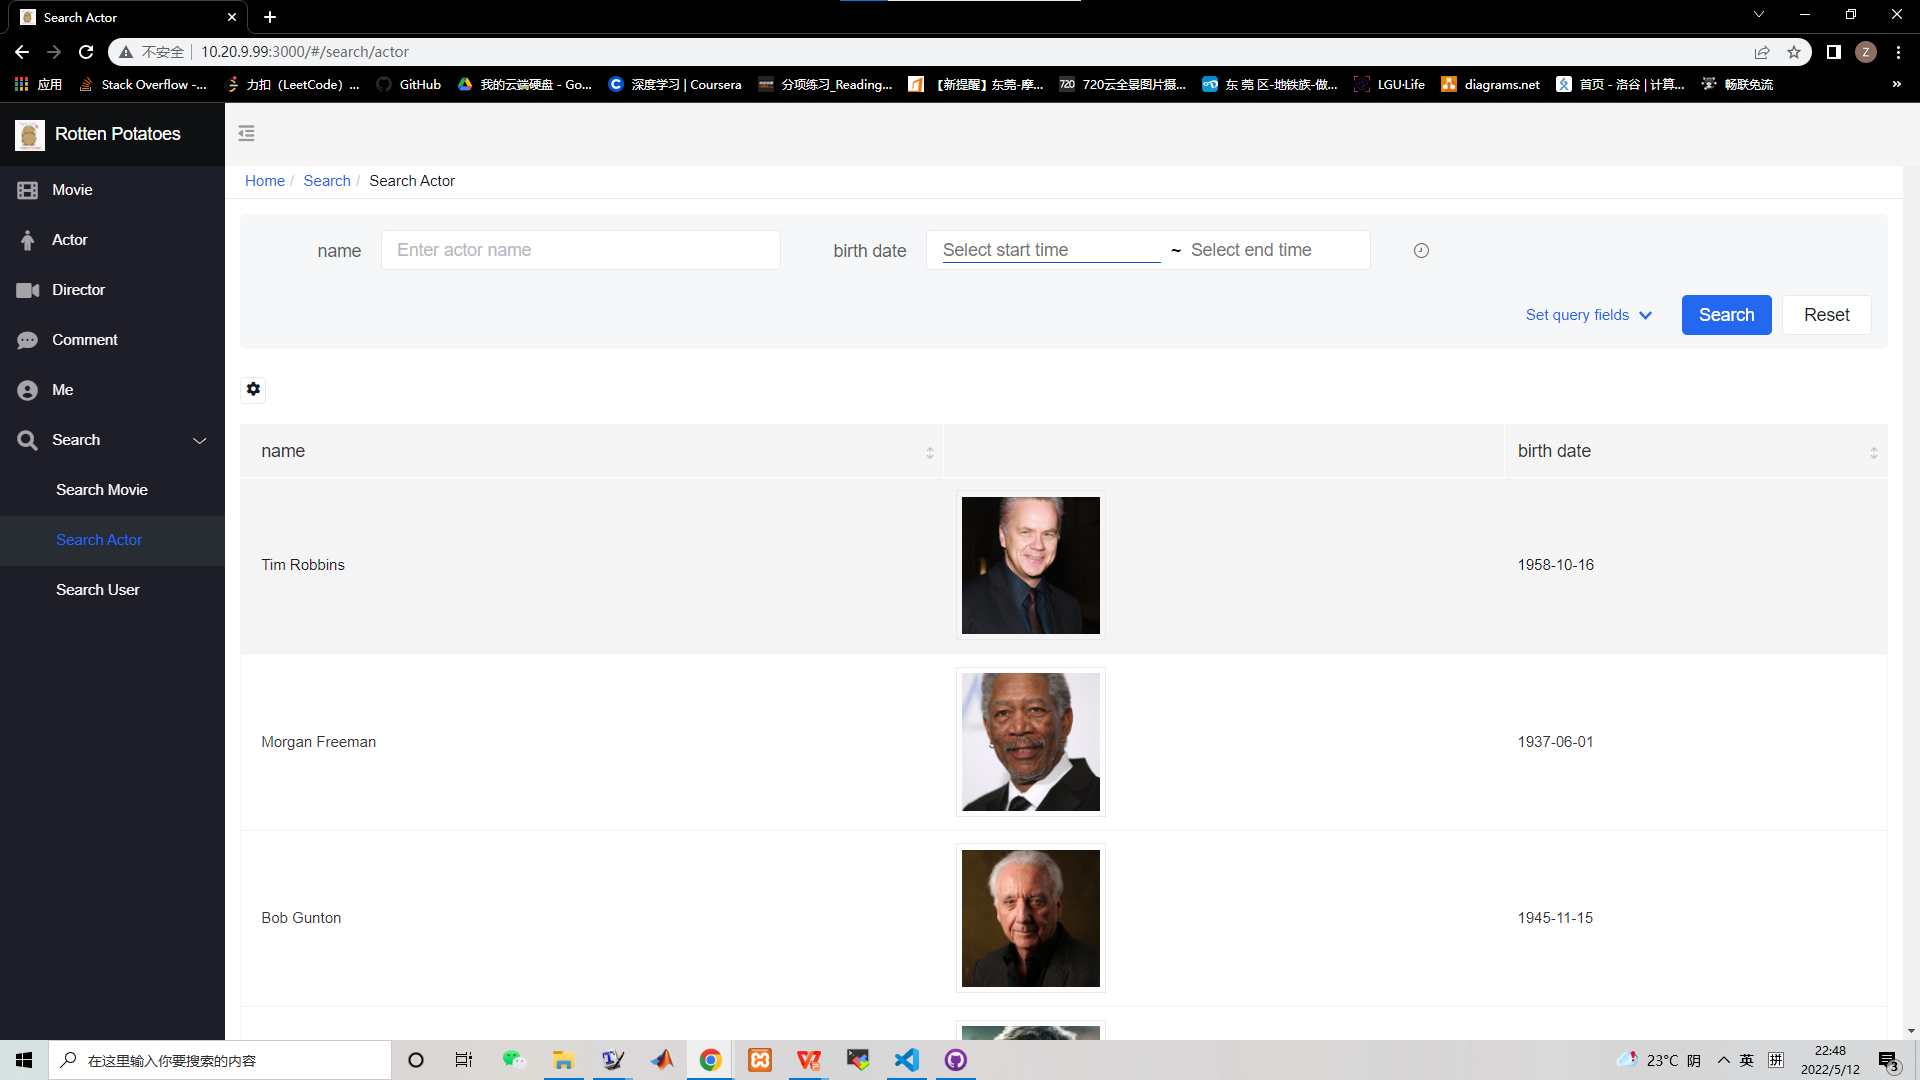 Search Actor
不安全
10.20.9.99:3000/#/search/actor
Z
应用
Stack Overflow -...
力扣（LeetCode）...
GitHub
我的云端硬盘 - Go...
深度学习 | Coursera
分项练习_Reading...
【新提醒】东莞-摩...
720云全景图片摄...
东 莞 区-地铁族-做...
LGU·Life
diagrams.net
首页 - 洛谷 | 计算...
畅联免流
»
Rotten Potatoes
Movie
Actor
Director
Comment
Me
Search
Search Movie
Search Actor
Search User
Home / Search / Search Actor
name
Enter actor name
birth date
Select start time ~ Select end time
Set query fields
Search
Reset
name
birth date
Tim Robbins
1958-10-16
Morgan Freeman
1937-06-01
Bob Gunton
1945-11-15
在这里输入你要搜索的内容
23°C 阴
英
拼
22:48
2022/5/12
3